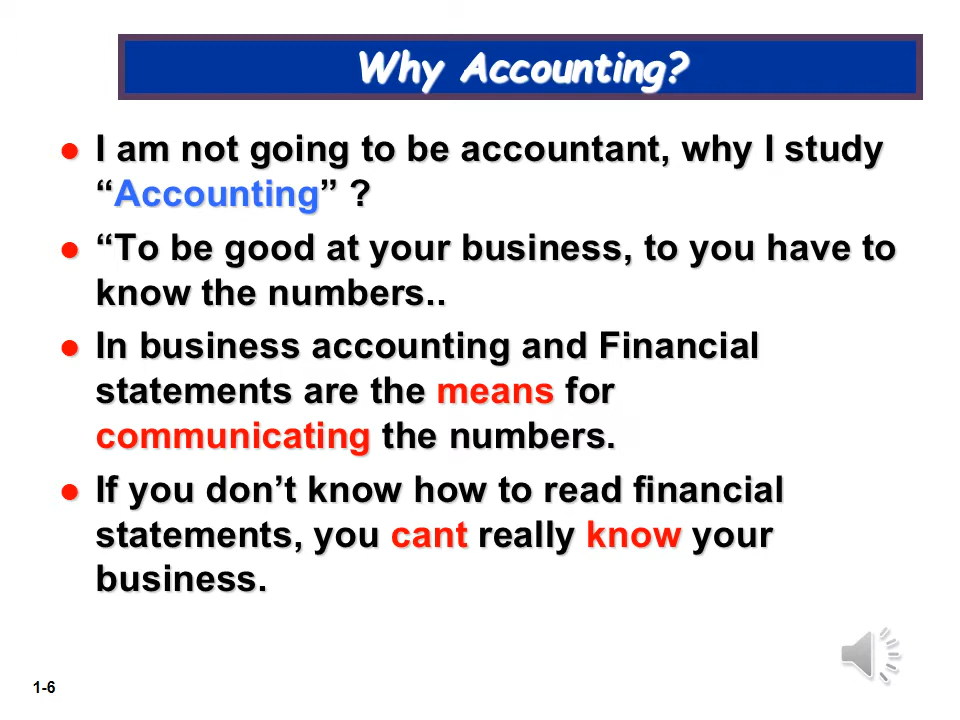 Why Accounting?
I am not going to be accountant, why I study
“Accounting” ?
“To be good at your business, to you have to
know the numbers..
In business accounting and Financial
statements are the means for
communicating the numbers.
If you don’t know how to read financial
statements, you cant really know your
business.
1-6